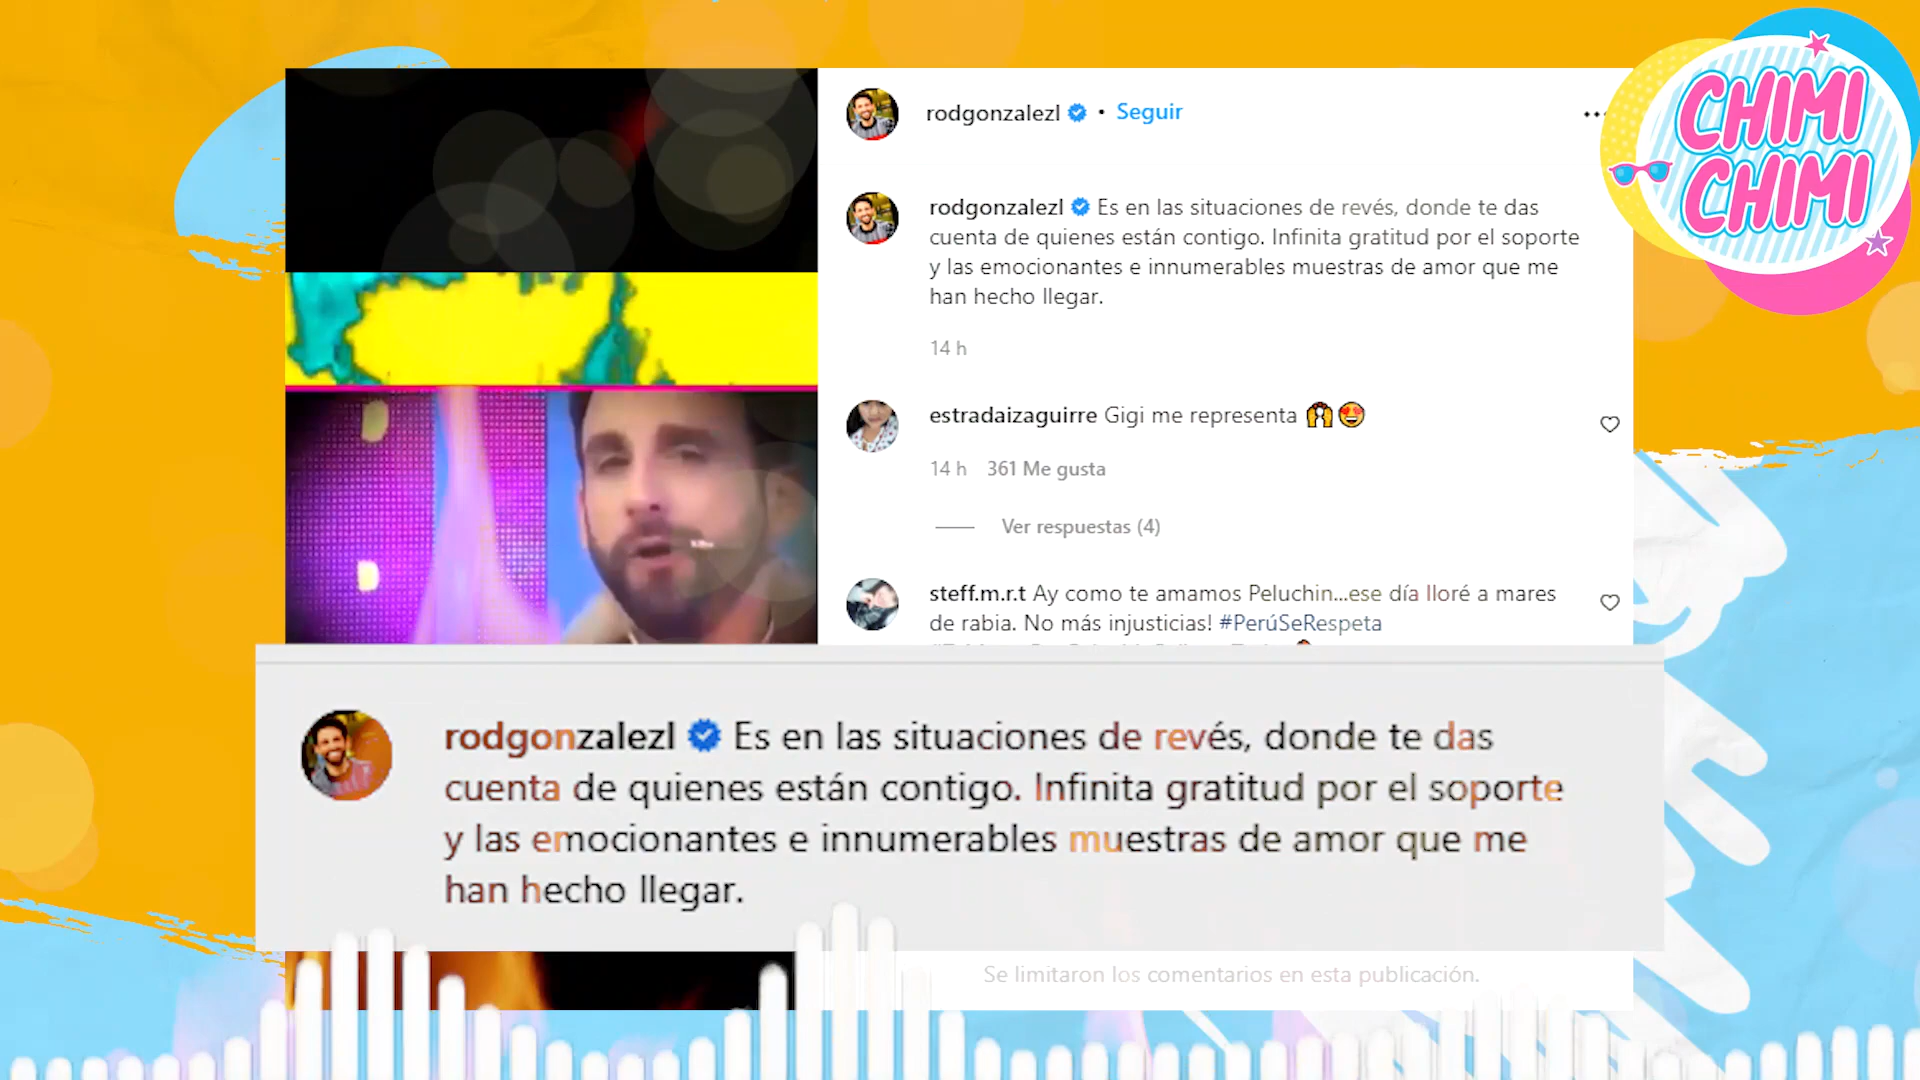 CHIMI
CHIMI
rodgonzalezl • Seguir
rodgonzalezl Es en las situaciones de revés, donde te das
cuenta de quienes están contigo. Infinita gratitud por el soporte
y las emocionantes e innumerables muestras de amor que me
han hecho llegar.
14 h
estradaizaguirre Gigi me representa 🙌😍
14 h 361 Me gusta
Ver respuestas (4)
steff.m.r.t Ay como te amamos Peluchin...ese día lloré a mares
de rabia. No más injusticias! #PerúSeRespeta
rodgonzalezl Es en las situaciones de revés, donde te das
cuenta de quienes están contigo. Infinita gratitud por el soporte
y las emocionantes e innumerables muestras de amor que me
han hecho llegar.
Se limitaron los comentarios en esta publicación.